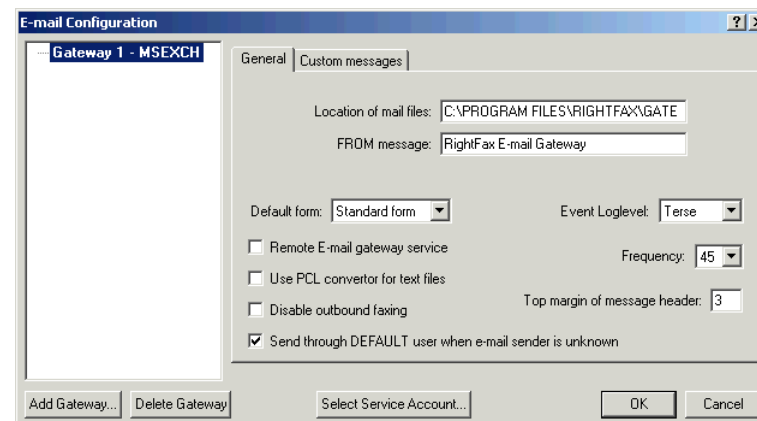 E-mail Configuration
Gateway 1 - MSEXCH
General
Custom messages
Location of mail files: C:\PROGRAM FILES\RIGHTFAX\GATE
FROM message: RightFax E-mail Gateway
Default form: Standard form
Event Loglevel: Terse
Remote E-mail gateway service
Frequency: 45
Use PCL convertor for text files
Top margin of message header: 3
Disable outbound faxing
Send through DEFAULT user when e-mail sender is unknown
Add Gateway... Delete Gateway Select Service Account... OK Cancel